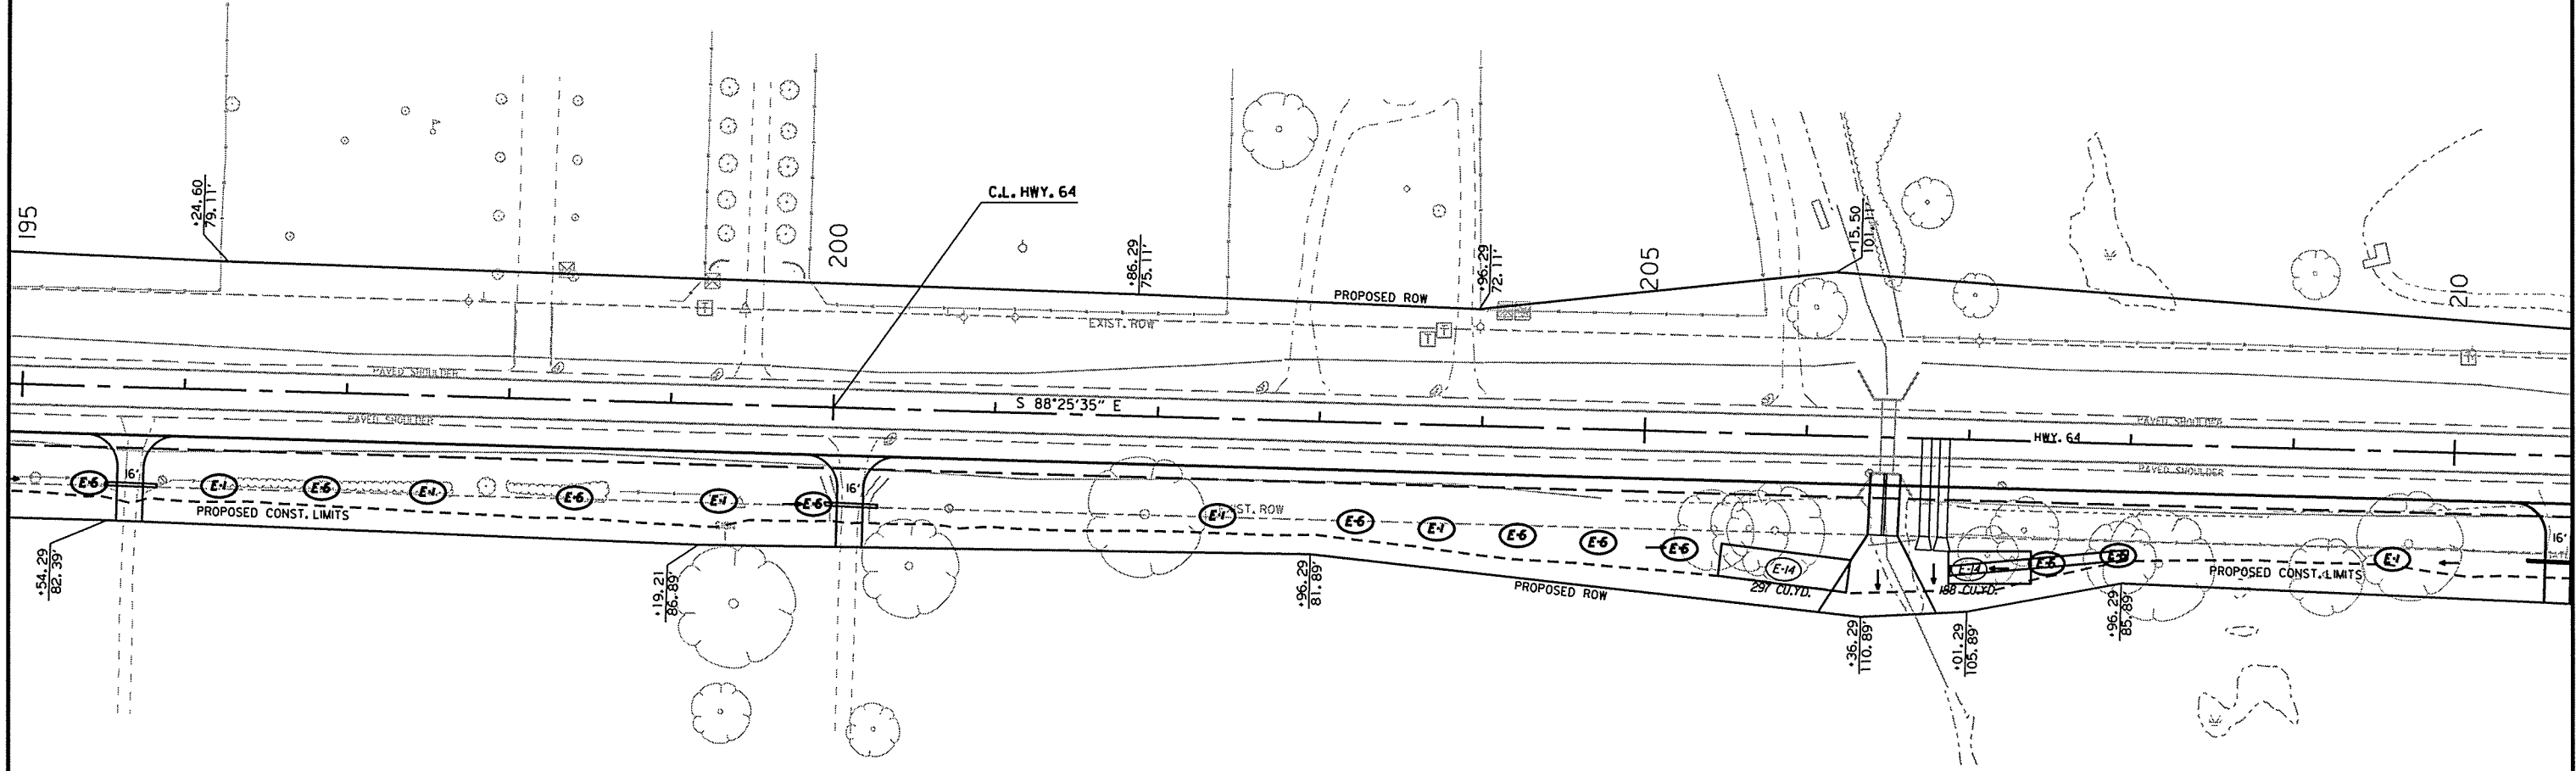 195
+24.60
79.11'
200
C.L. HWY. 64
+86.29
75.11'
PROPOSED ROW
+96.29
72.11'
205
+15.50
101.11'
210
EXIST. ROW
PAVED SHOULDER
S 88°25'35" E
PAVED SHOULDER
HWY. 64
PAVED SHOULDER
PAVED SHOULDER
16'
16'
16'
E-6
E-1
E-6
E-1
E-6
E-1
E-6
E-1
EXIST. ROW
E-6
E-1
E-6
E-6
E-6
E-14
E-14
E-6
E-1
PROPOSED CONST. LIMITS
PROPOSED CONST. LIMITS
297 CU.YD.
CU.YD.
PROPOSED ROW
+54.29
82.39'
+19.21
86.89'
+96.29
81.89'
+36.29
110.89'
+01.29
105.89'
+96.29
85.89'